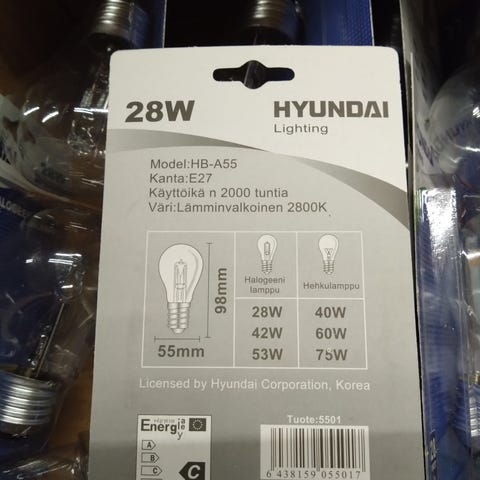 28W
HYUNDAI
Lighting
Model:HB-A55
Kanta:E27
Käyttöikä n 2000 tuntia
Väri:Lämminvalkoinen 2800K
98mm
55mm
Halogeeni
lamppu
Hehkulamppu
28W 40W
42W 60W
53W 75W
Licensed by Hyundai Corporation, Korea
Energ
A
B
C
C
Tuote:5501
6 438159 055017